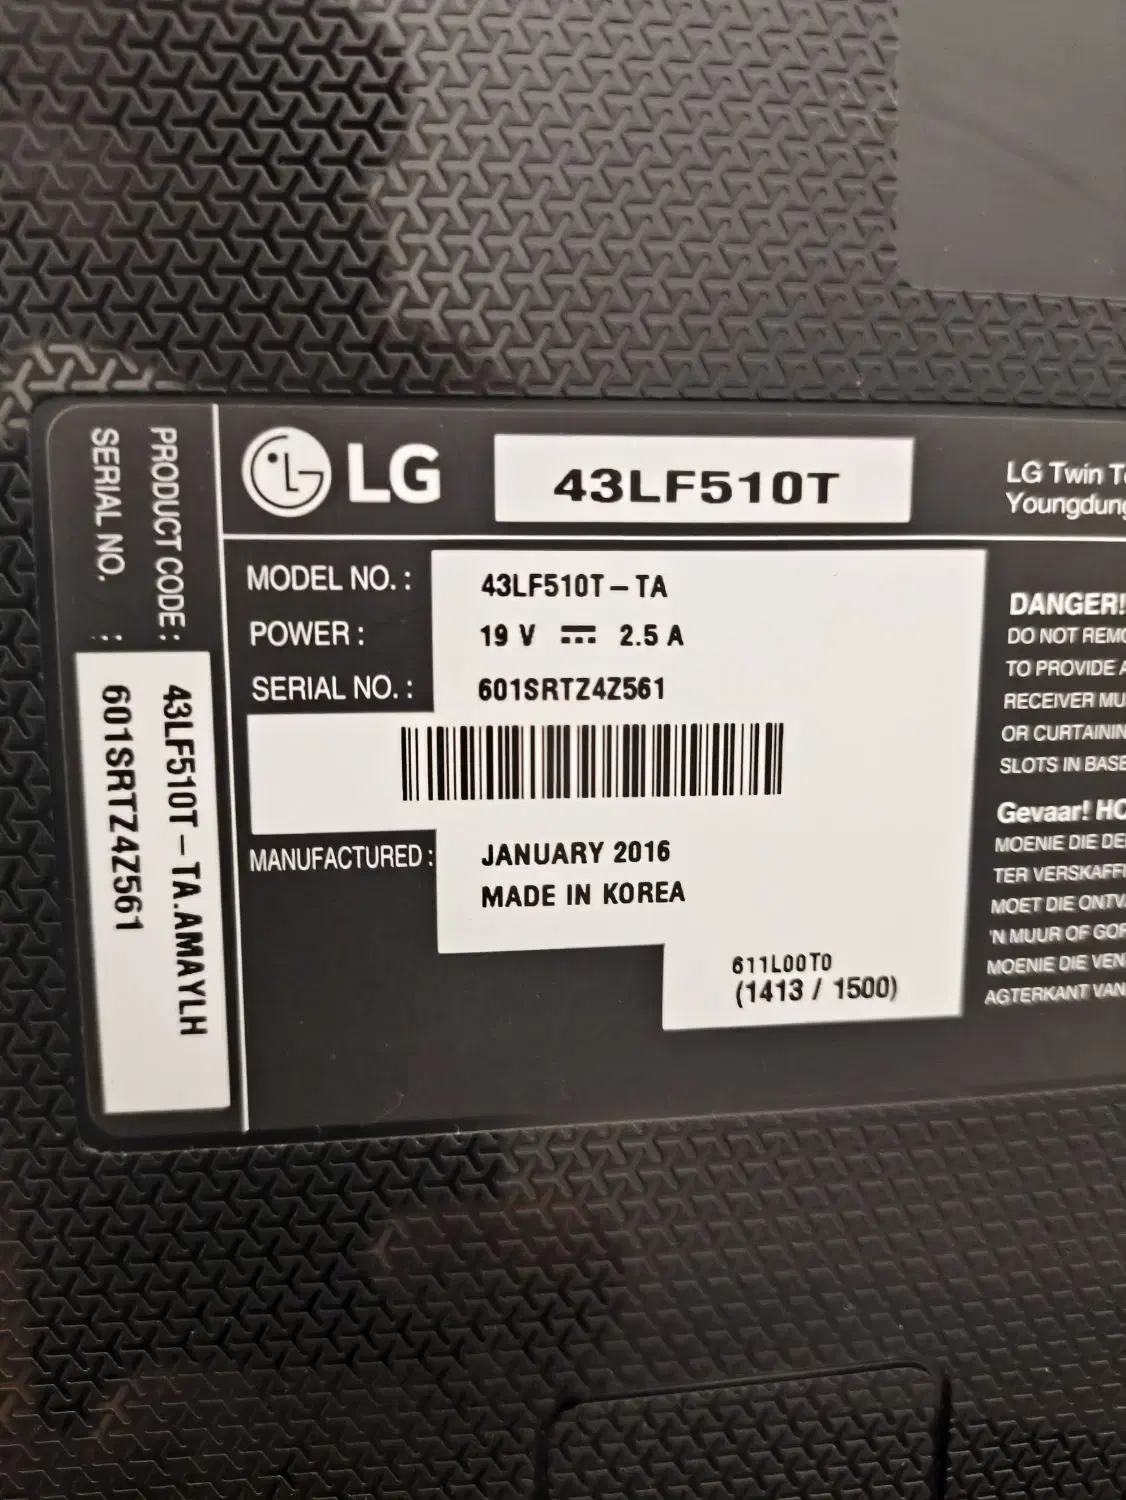 PRODUCT CODE : 43LF510T-TA.AMAYLH
SERIAL NO. : 601SRTZ4Z561
LG 43LF510T
MODEL NO. : 43LF510T-TA
POWER : 19 V ⎓ 2.5 A
SERIAL NO. : 601SRTZ4Z561
MANUFACTURED : JANUARY 2016
MADE IN KOREA
611L00T0
(1413 / 1500)
LG Twin
Youngdung
DANGER!
DO NOT REMO
TO PROVIDE A
RECEIVER MU
OR CURTAININ
SLOTS IN BASE
Gevaar! HO
MOENIE DIE DE
TER VERSKAFFI
MOET DIE ONTV
'N MUUR OF GOR
MOENIE DIE VEN
AGTERKANT VAN